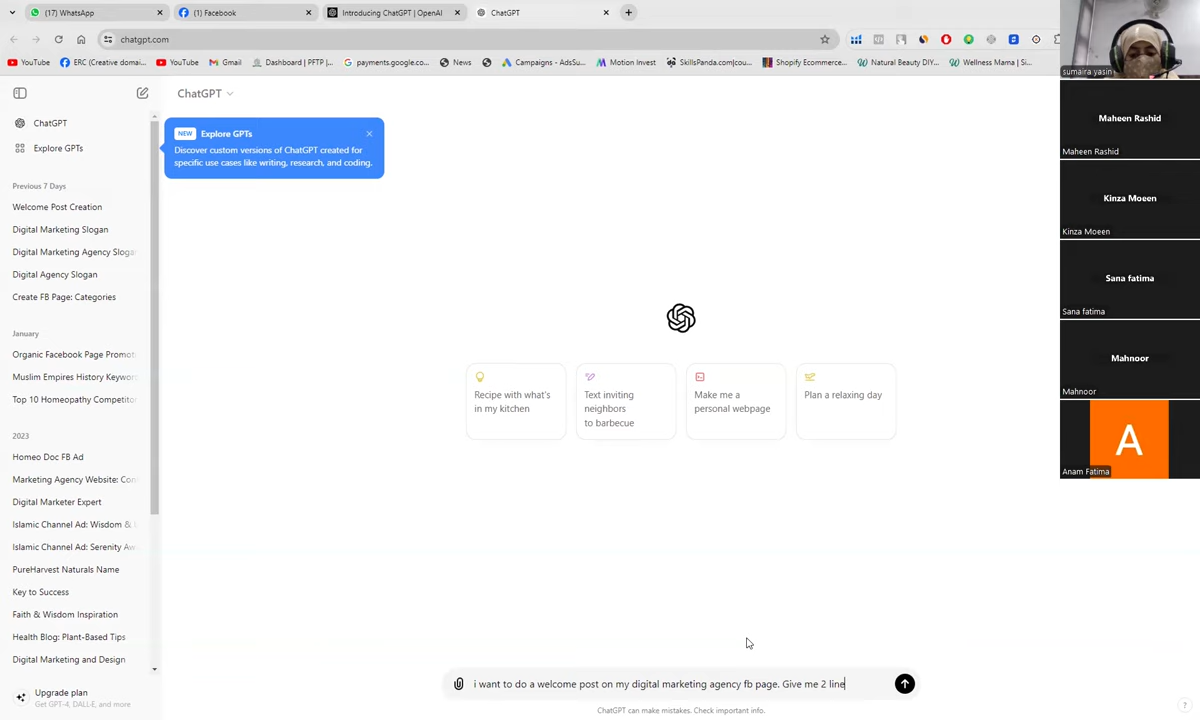 (17) WhatsApp
(1) Facebook
Introducing ChatGPT | OpenAI
ChatGPT
chatgpt.com
YouTube
ERC (Creative domai...
YouTube
Gmail
Dashboard | PFTP |...
payments.google.co...
News
Campaigns - AdsSu...
Motion Invest
SkillsPanda.com|cou...
Shopify Ecommerce...
Natural Beauty DIY...
Wellness Mama | Si...
ChatGPT
ChatGPT
Explore GPTs
NEW Explore GPTs
Discover custom versions of ChatGPT created for
specific use cases like writing, research, and coding.
Previous 7 Days
Welcome Post Creation
Digital Marketing Slogan
Digital Marketing Agency Slogan
Digital Agency Slogan
Create FB Page: Categories
January
Organic Facebook Page Promoti
Muslim Empires History Keyword
Top 10 Homeopathy Competitor
2023
Homeo Doc FB Ad
Marketing Agency Website: Con
Digital Marketer Expert
Islamic Channel Ad: Wisdom &
Islamic Channel Ad: Serenity Aw
PureHarvest Naturals Name
Key to Success
Faith & Wisdom Inspiration
Health Blog: Plant-Based Tips
Digital Marketing and Design
Upgrade plan
Get GPT-4, DALL·E, and more
Recipe with what's
in my kitchen
Text inviting
neighbors
to barbecue
Make me a
personal webpage
Plan a relaxing day
i want to do a welcome post on my digital marketing agency fb page. Give me 2 line
ChatGPT can make mistakes. Check important info.
?
sumaira yasin
Maheen Rashid
Maheen Rashid
Kinza Moeen
Kinza Moeen
Sana fatima
Sana fatima
Mahnoor
Mahnoor
A
Anam Fatima